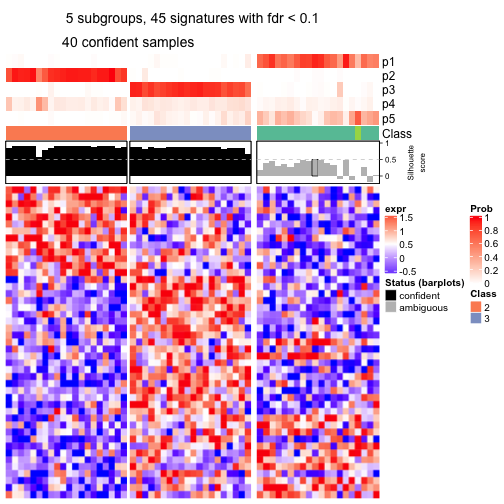 5 subgroups, 45 signatures with fdr < 0.1
40 confident samples
p1
p2
p3
p4
p5
Class
1
0.5
0
Silhouette
score
expr
1.5
1
0.5
0
-0.5
Status (barplots)
confident
ambiguous
Prob
1
0.8
0.6
0.4
0.2
0
Class
2
3